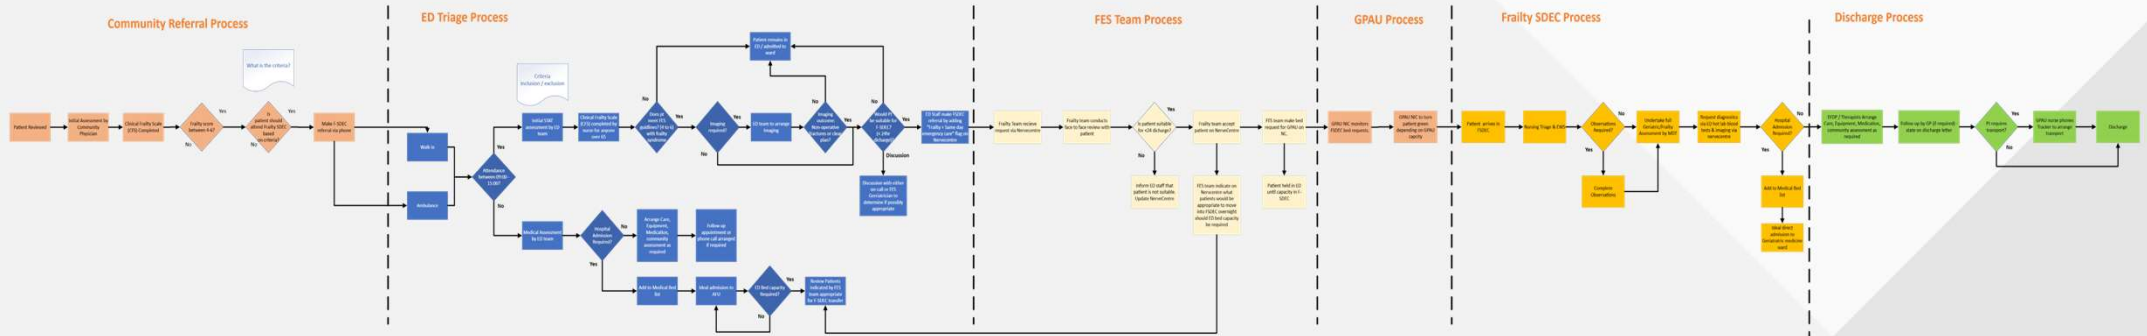 Community Referral Process
ED Triage Process
FES Team Process
GPAU Process
Frailty SDEC Process
Discharge Process
What is the criteria?
Patient Reviewed
Initial Assessment by
Community
Physician
Clinical Frailty Scale
(CFS) Completed
Frailty score
between 4-6?
Yes
No
Is
patient should
attend Frailty SDEC
based
on criteria?
Yes
No
Make F-SDEC
referral via phone
Walk in
Ambulance
Attendance
between
Yes
No
Criteria
inclusion / exclusion
Initial START
assessment by ED
team
Clinical Frailty Scale
(CFS) completed by
nurse for anyone
over 65
Does pt
meet FES
guidelines? (4 to 6)
with frailty
syndrome
No
Yes
Patient remains in
ED / admitted to
ward
Imaging
required?
Yes
No
ED team to arrange
Imaging
Imaging
outcome:
Non-operative
fractures or clear
plan?
No
Yes
Would Pt
be suitable for
F-SDEC?
discharge)
No
Yes
Discussion
Discussion with either
on call or FES
Geriatrician to
determine if possibly
appropriate
ED Staff make FSDEC
referral by adding
"Frailty - Same day
emergency care" flag on
Nervecentre
Medical Assessment
by ED team
Hospital
Admission
Required?
No
Yes
Arrange Care,
Equipment,
Medication,
community
assessment as
required
Follow-up
appointment or
phone call arranged
if required
Add to Medical Bed
list
Ideal admission to
AFU
ED Bed capacity
Required?
Yes
No
Review Patients
indicated by FES
team appropriate
for F-SDEC transfer
Frailty Team recieve
request via Nervecentre
Frailty team conducts
face to face review with
patient
Is patient suitable
for <24 discharge?
Yes
No
Inform ED staff that
patient is not suitable.
Update NerveCentre
Frailty team accept
patient on NerveCentre
FES team indicate on
Nervecentre what
patients would be
appropriate to move
into FSDEC overnight
should ED bed capacity
be required
FES team make bed
request for GPAU on
NC.
Patient held in ED
until capacity in F-
SDEC
GPAU NIC monitors
FSDEC bed requests.
GPAU NIC to turn
patient green,
depending on GPAU
capacity
Patient arrives to
FSDEC
Nursing Triage & EWS
Observations
Required?
No
Yes
Complete
Observations
Undertake full
Geriatric/Frailty
Assessment by MDT
Request diagnostics
via ED hot lab blood
tests & imaging via
nervecentre
Hospital
Admission
Required?
No
Yes
Add to Medical Bed
list
Ideal direct
admission to
Geriatric medicine
ward
Therapists Arrange
Care, Equipment, Medication,
community assessment as
required
Follow-up by GP (if required) -
state on discharge letter
Pt requires
transport?
Yes
No
GPAU nurse phones
Tracker to arrange
transport
Discharge